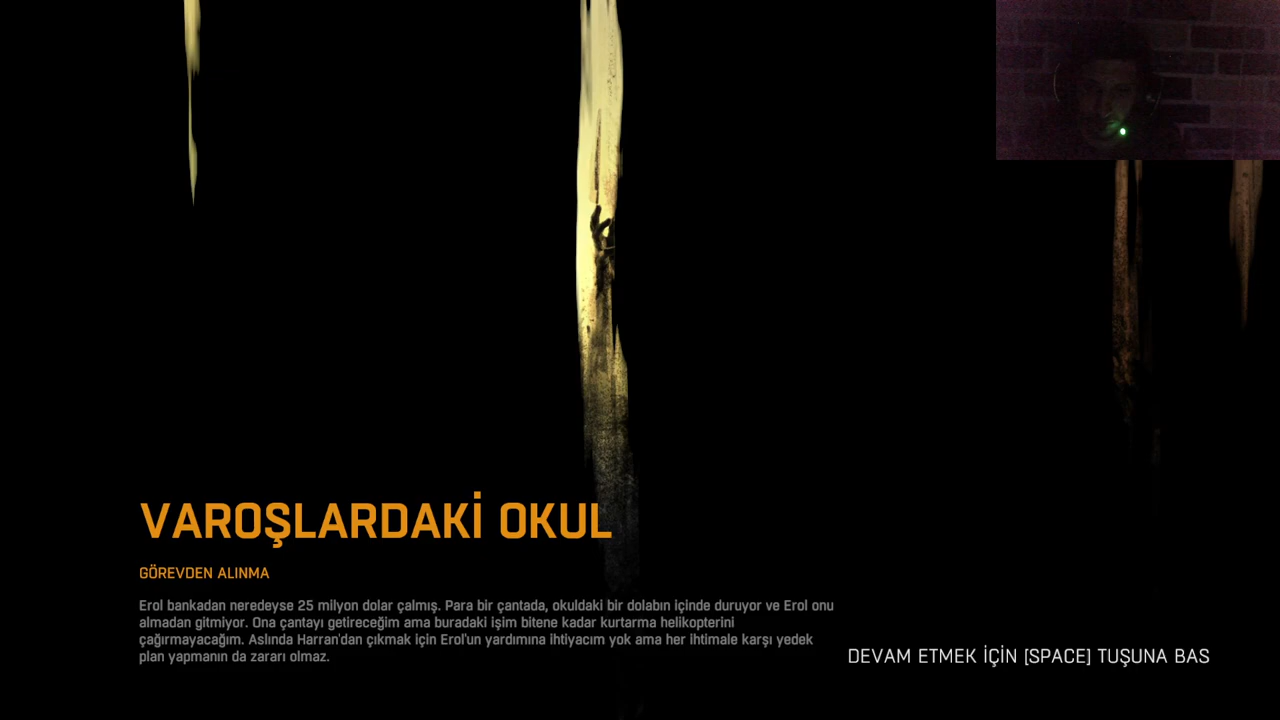 VAROŞLARDAKİ OKUL
GÖREVDEN ALINMA
Erol bankadan neredeyse 25 milyon dolar çalmış. Para bir çantada, okuldaki bir dolabın içinde duruyor ve Erol onu
almadan gitmiyor. Ona çantayı getireceğim ama buradaki işim bitene kadar kurtarma helikopterini
çağırmayacağım. Aslında Harran'dan çıkmak için Erol'un yardımına ihtiyacım yok ama her ihtimale karşı yedek
plan yapmanın da zararı olmaz.
DEVAM ETMEK İÇİN [SPACE] TUŞUNA BAS